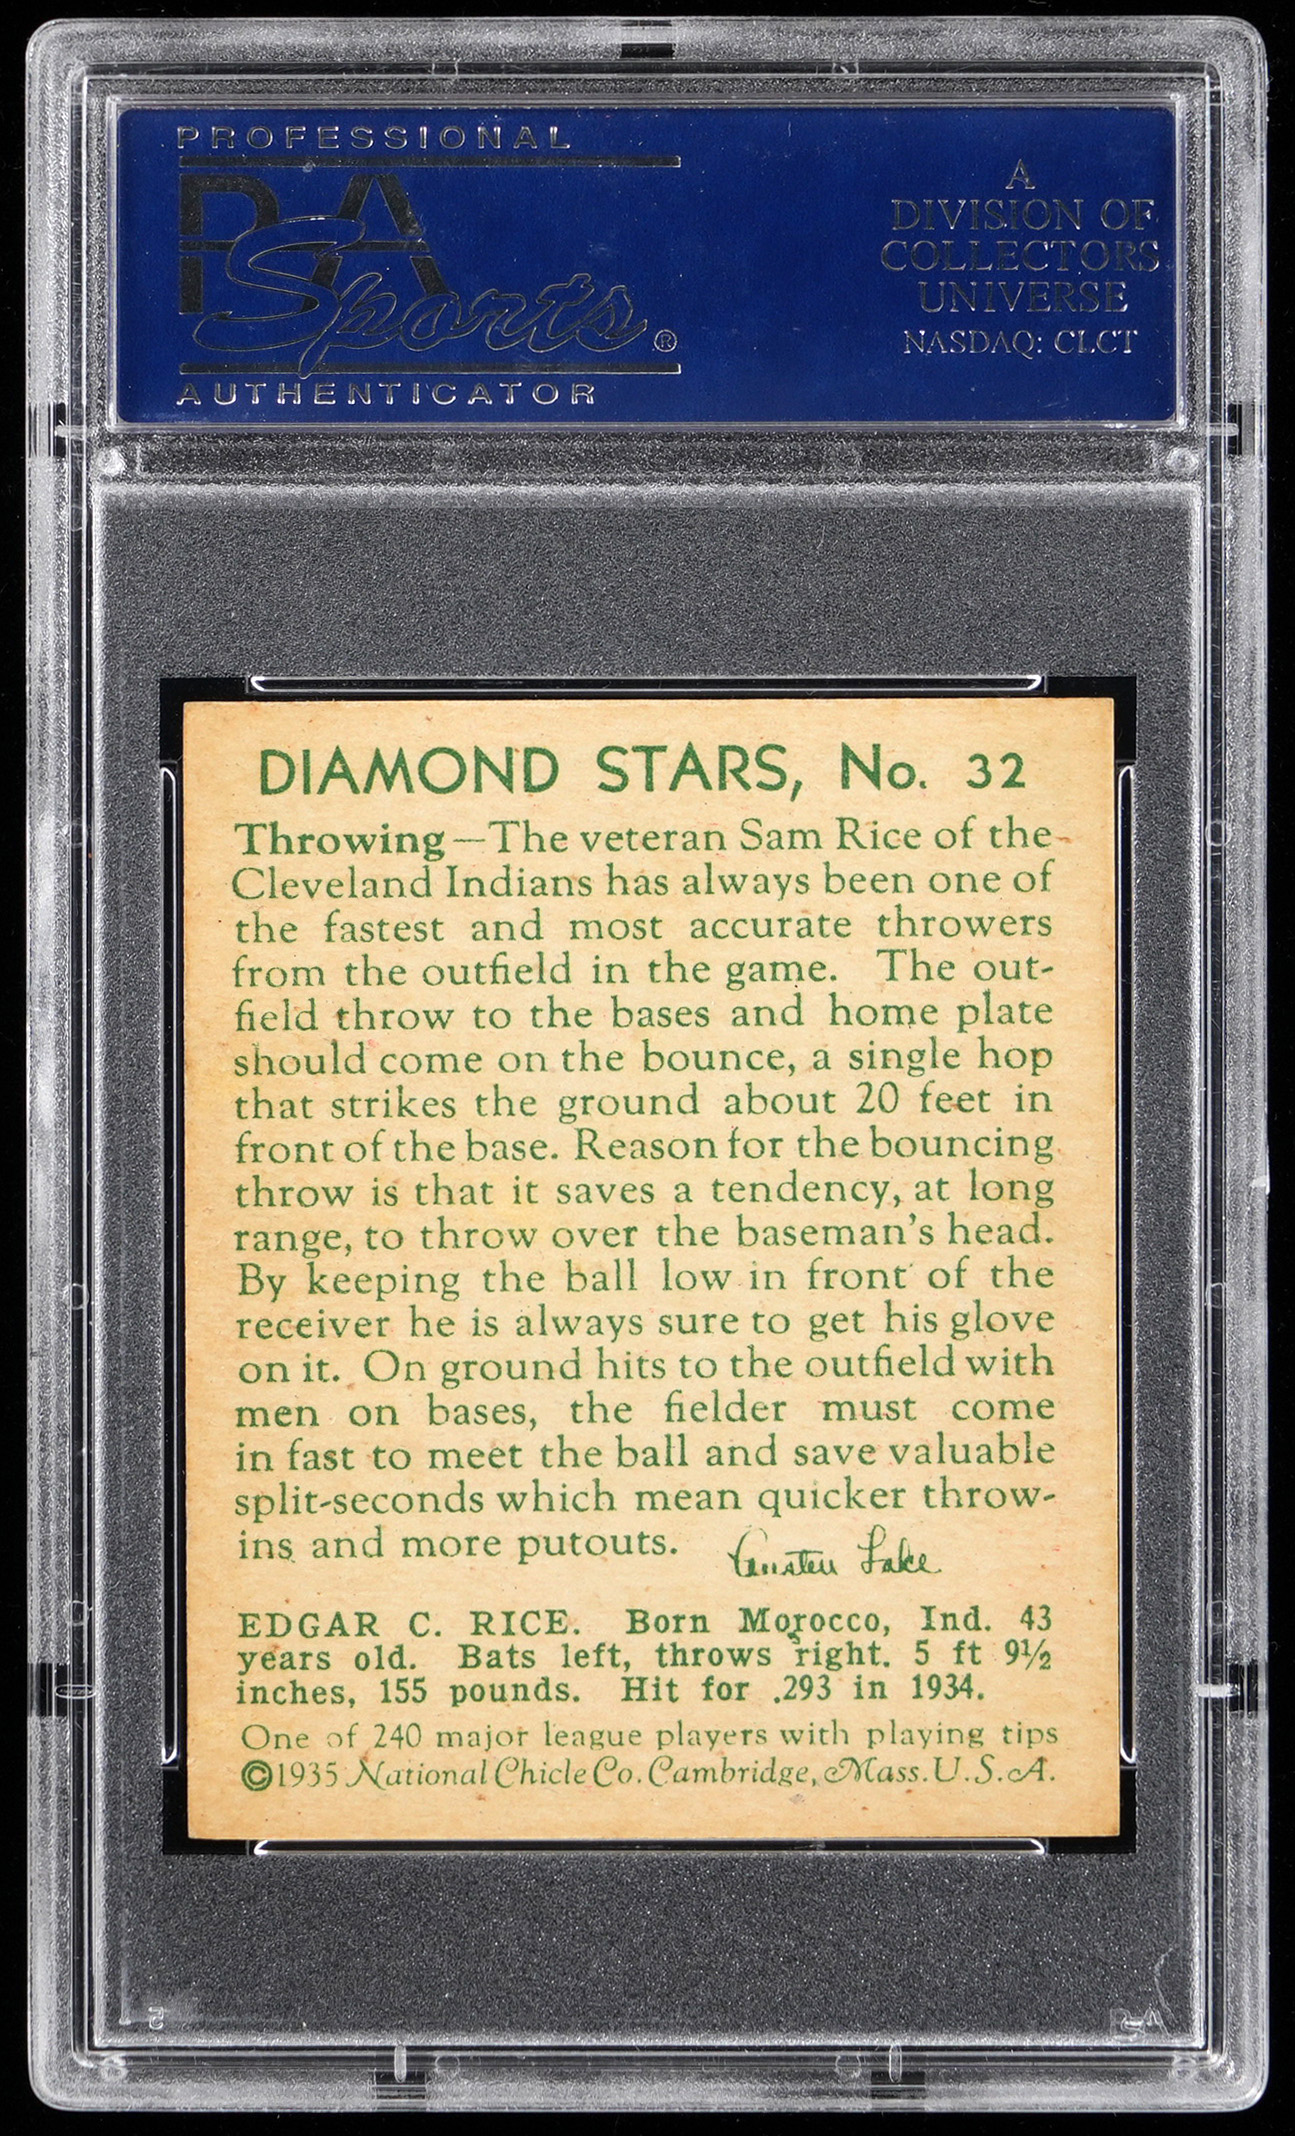 PROFESSIONAL
PSA
Sports®
AUTHENTICATOR
A
DIVISION OF
COLLECTORS
UNIVERSE
NASDAQ: CLCT
DIAMOND STARS, No. 32
Throwing—The veteran Sam Rice of the
Cleveland Indians has always been one of
the fastest and most accurate throwers
from the outfield in the game. The out-
field throw to the bases and home plate
should come on the bounce, a single hop
that strikes the ground about 20 feet in
front of the base. Reason for the bouncing
throw is that it saves a tendency, at long
range, to throw over the baseman's head.
By keeping the ball low in front of the
receiver he is always sure to get his glove
on it. On ground hits to the outfield with
men on bases, the fielder must come
in fast to meet the ball and save valuable
split-seconds which mean quicker throw-
ins and more putouts. Austen Lake
EDGAR C. RICE. Born Morocco, Ind. 43
years old. Bats left, throws right. 5 ft 9½
inches, 155 pounds. Hit for .293 in 1934.
One of 240 major league players with playing tips
©1935 National Chicle Co. Cambridge, Mass. U.S.A.
PSA